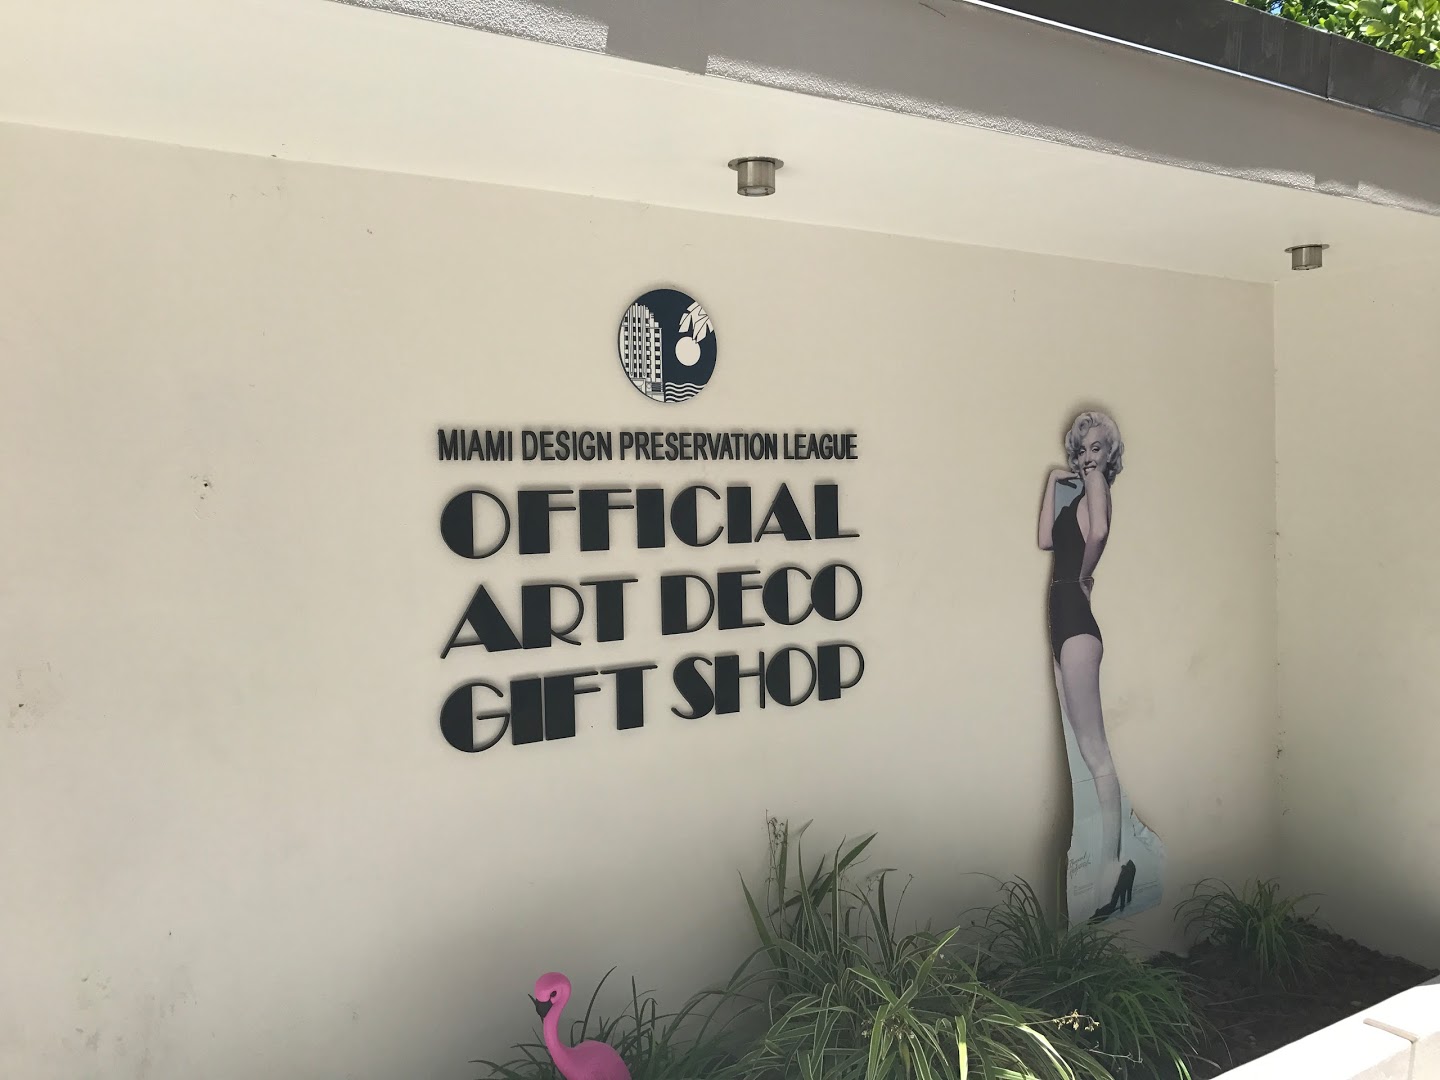 MIAMI DESIGN PRESERVATION LEAGUE
OFFICIAL
ART DECO
GIFT SHOP